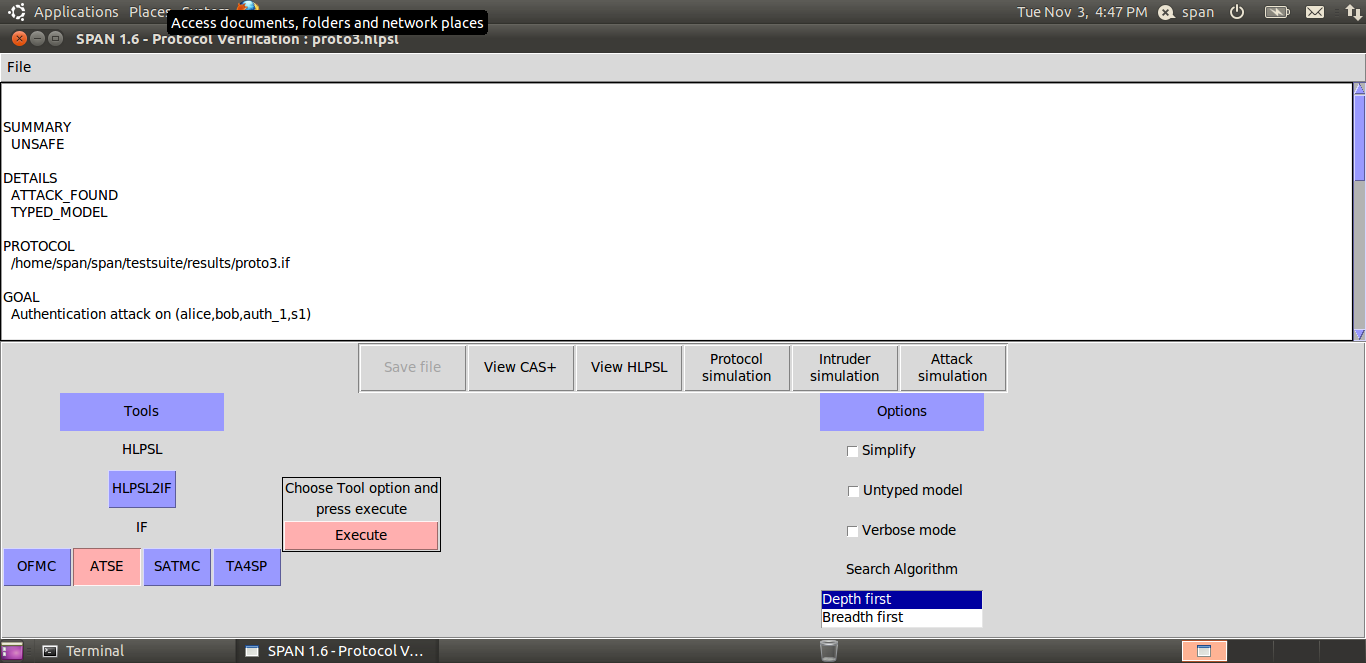 Applications Places System Tue Nov 3, 4:47 PM span
Access documents, folders and network places
SPAN 1.6 - Protocol Verification : proto3.hlpsl
File
SUMMARY
UNSAFE
DETAILS
ATTACK_FOUND
TYPED_MODEL
PROTOCOL
/home/span/span/testsuite/results/proto3.if
GOAL
Authentication attack on (alice,bob,auth_1,s1)
Save file
View CAS+
View HLPSL
Protocol
simulation
Intruder
simulation
Attack
simulation
Tools
HLPSL
HLPSL2IF
IF
OFMC
ATSE
SATMC
TA4SP
Choose Tool option and
press execute
Execute
Options
Simplify
Untyped model
Verbose mode
Search Algorithm
Depth first
Breadth first
Terminal
SPAN 1.6 - Protocol V...